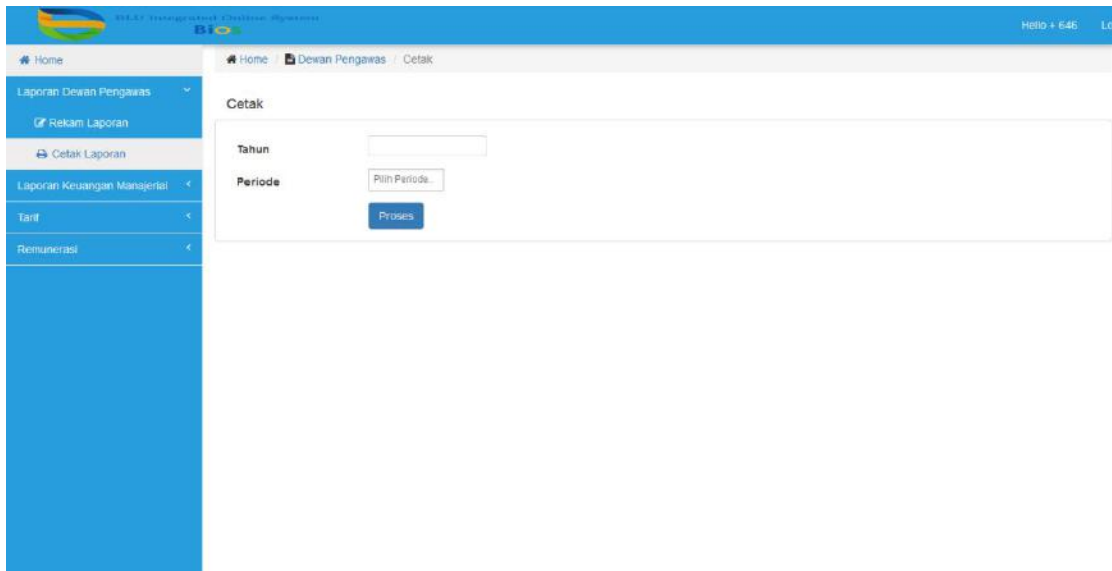 BLU Integrated Online System
Bios
Hello + 646
Home
Laporan Dewan Pengawas
Rekam Laporan
Cetak Laporan
Laporan Keuangan Manajerial
Tarif
Remunerasi
Home / Dewan Pengawas / Cetak
Cetak
Tahun
Periode
Pilih Periode..
Proses